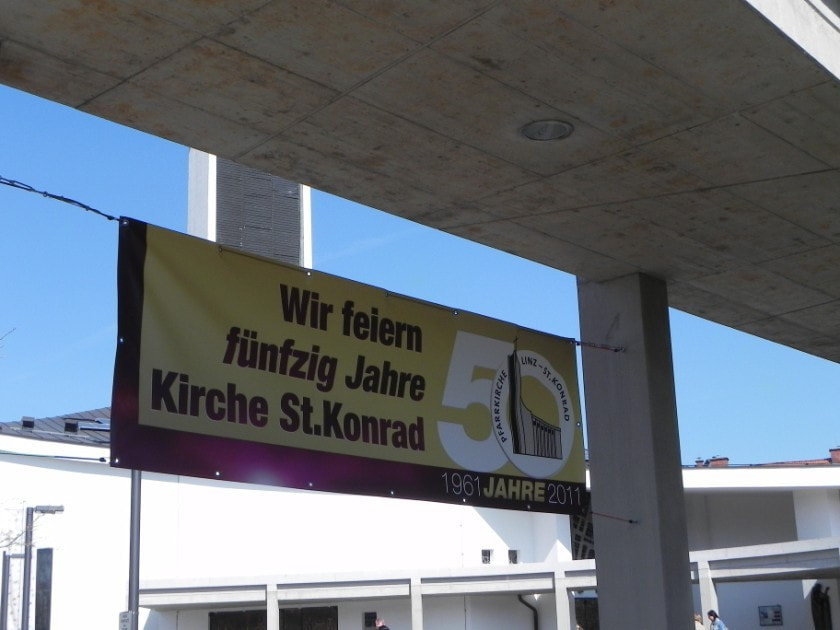 Wir feiern
fünfzig Jahre
Kirche St.Konrad
50
PFARRKIRCHE LINZ - ST.KONRAD
1961 JAHRE 2011